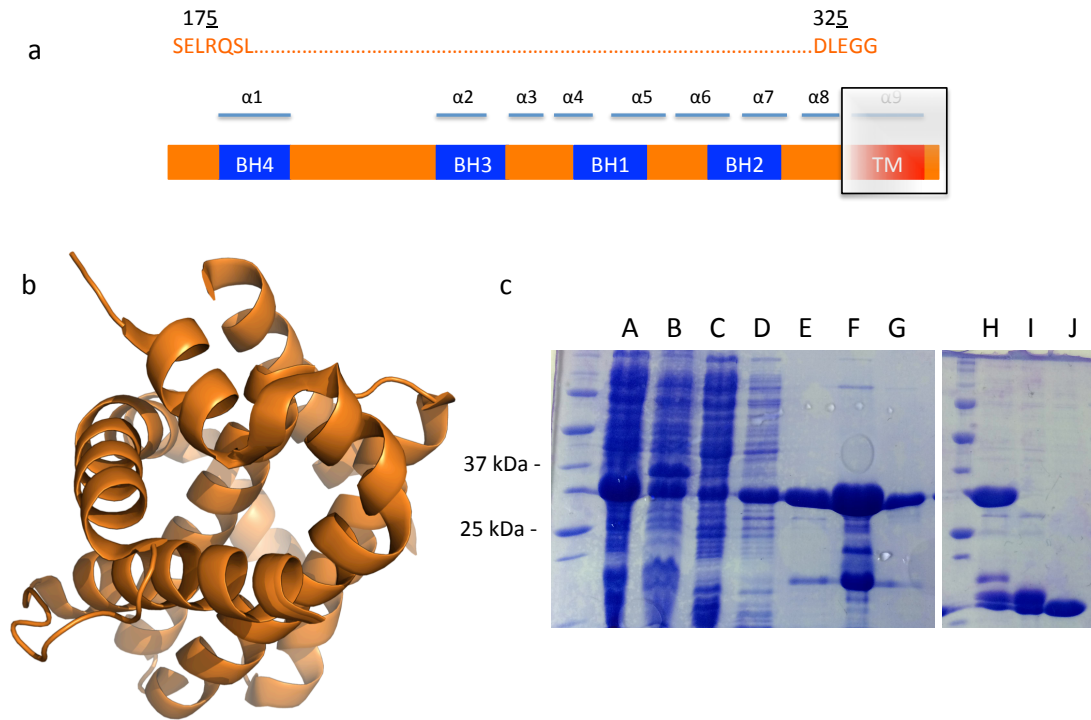 175 325
a SELRQSL……………………………………………………………………………DLEGG
α1 α2 α3 α4 α5 α6 α7 α8 α9
BH4 BH3 BH1 BH2 TM
b c
A B C D E F G H I J
37 kDa -
25 kDa -